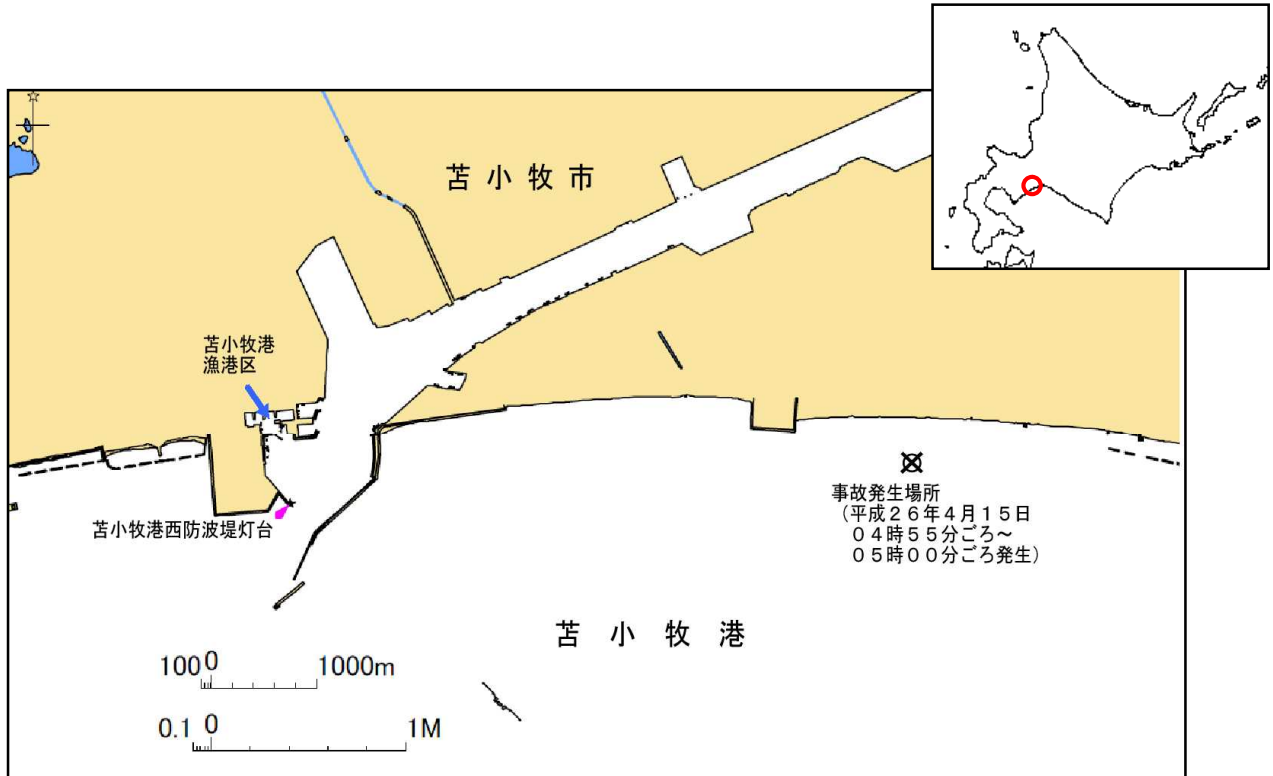 苫小牧市
苫小牧港
漁港区
苫小牧港西防波堤灯台
事故発生場所
(平成２６年４月１５日
０４時５５分ごろ～
０５時００分ごろ発生)
苫小牧港
100 0 1000m
0.1 0 1M